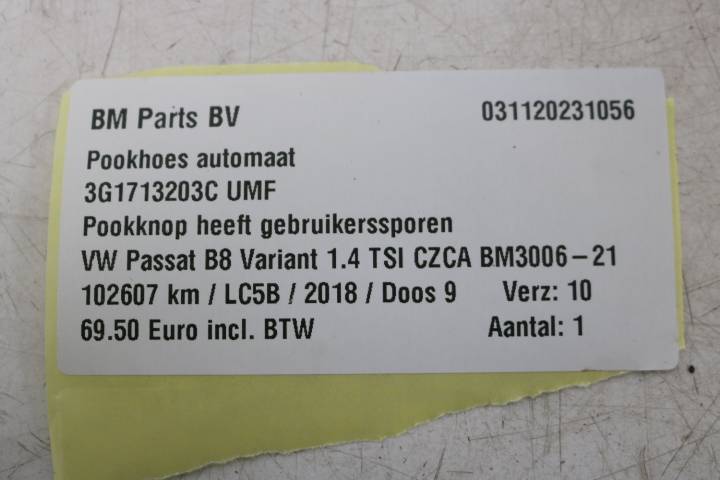 BM Parts BV 031120231056
Pookhoes automaat
3G1713203C UMF
Pookknop heeft gebruikerssporen
VW Passat B8 Variant 1.4 TSI CZCA BM3006-21
102607 km / LC5B / 2018 / Doos 9 Verz: 10
69.50 Euro incl. BTW Aantal: 1